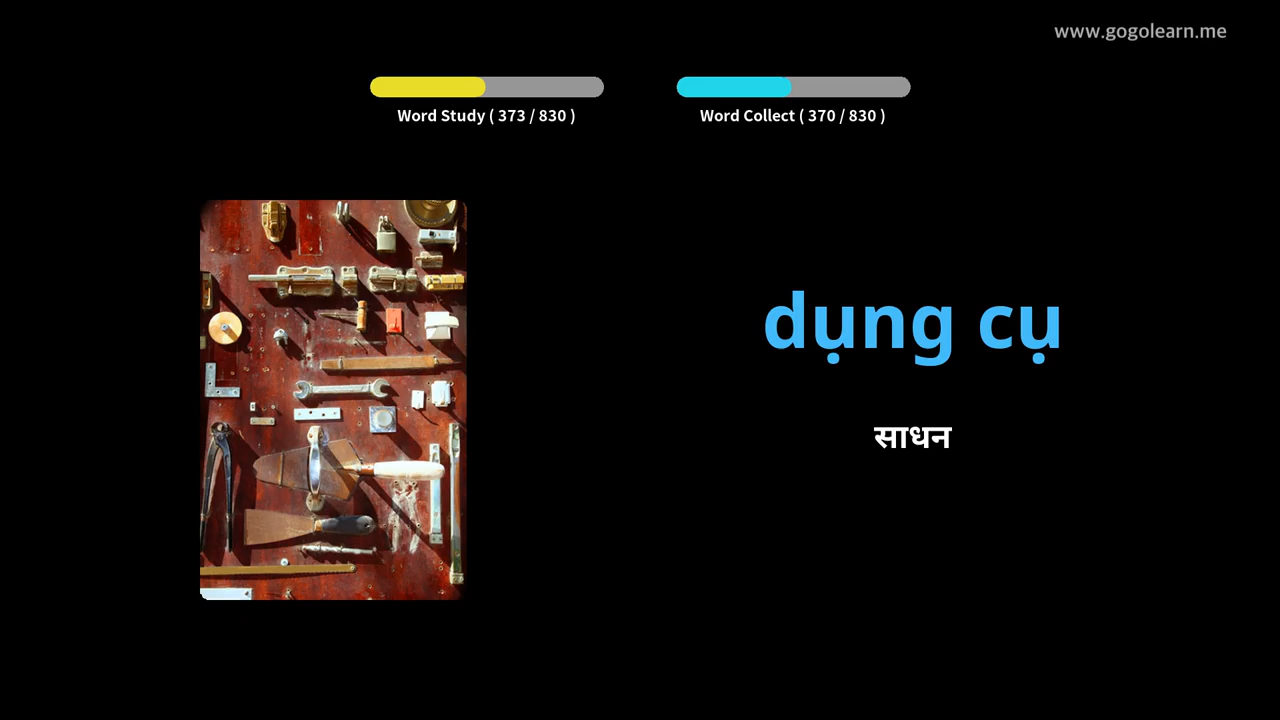 www.gogolearn.me
Word Study ( 373 / 830 )
Word Collect ( 370 / 830 )
dụng cụ
साधन